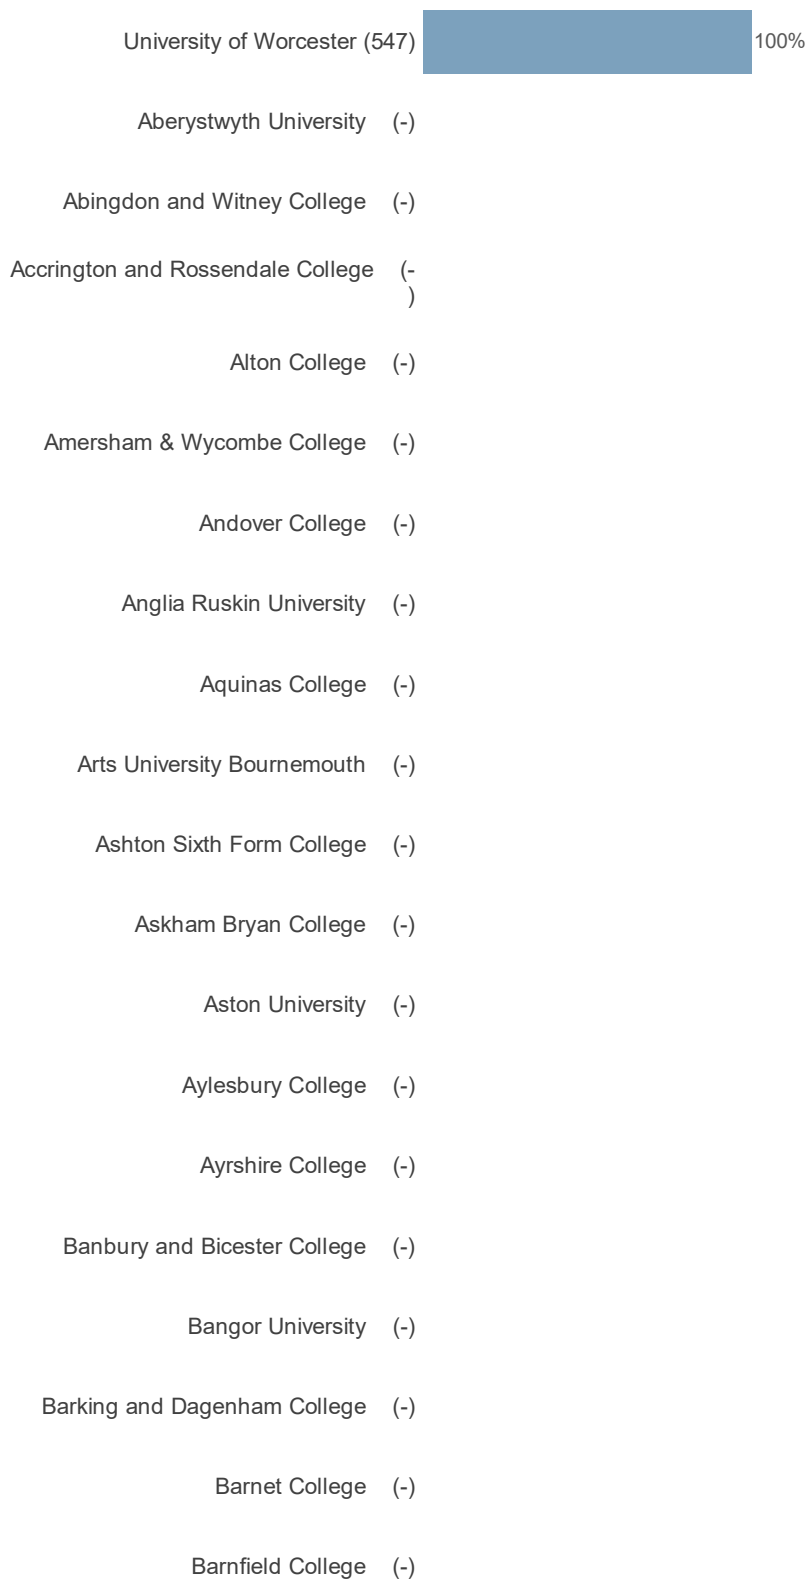 University of Worcester (547) 100%
Aberystwyth University (-)
Abingdon and Witney College (-)
Accrington and Rossendale College (-
)
Alton College (-)
Amersham & Wycombe College (-)
Andover College (-)
Anglia Ruskin University (-)
Aquinas College (-)
Arts University Bournemouth (-)
Ashton Sixth Form College (-)
Askham Bryan College (-)
Aston University (-)
Aylesbury College (-)
Ayrshire College (-)
Banbury and Bicester College (-)
Bangor University (-)
Barking and Dagenham College (-)
Barnet College (-)
Barnfield College (-)